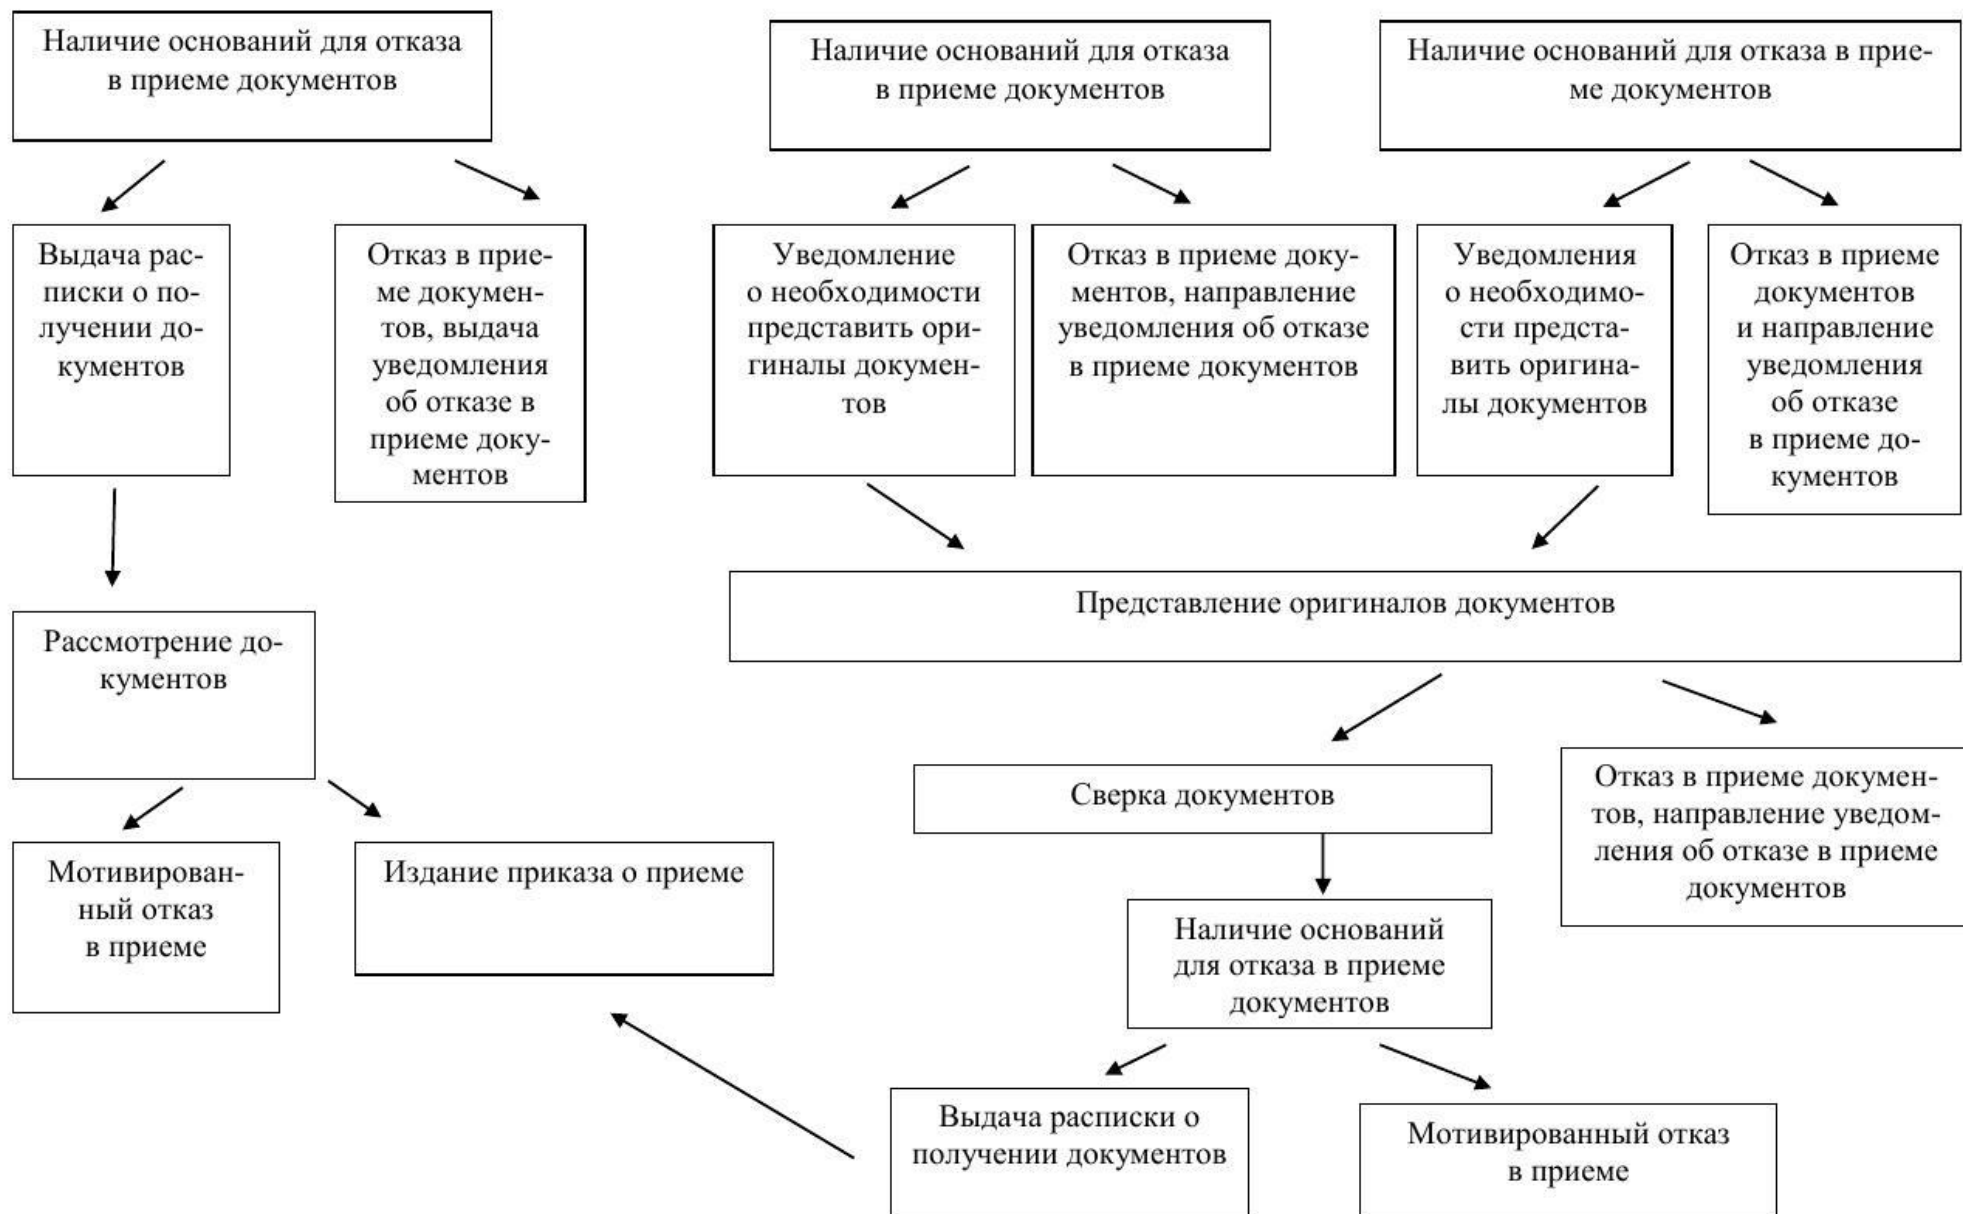 Наличие оснований для отказа
в приеме документов
Наличие оснований для отказа
в приеме документов
Наличие оснований для отказа в прие-
ме документов
Выдача рас-
писки о по-
лучении до-
кументов
Отказ в прие-
ме докумен-
тов, выдача
уведомления
об отказе в
приеме доку-
ментов
Уведомление
о необходимости
представить ори-
гиналы докумен-
тов
Отказ в приеме доку-
ментов, направление
уведомления об отказе
в приеме документов
Уведомления
о необходимо-
сти предста-
вить оригина-
лы документов
Отказ в приеме
документов
и направление
уведомления
об отказе
в приеме до-
кументов
Представление оригиналов документов
Рассмотрение до-
кументов
Сверка документов
Отказ в приеме докумен-
тов, направление уведом-
ления об отказе в приеме
документов
Мотивирован-
ный отказ
в приеме
Издание приказа о приеме
Наличие оснований
для отказа в приеме
документов
Выдача расписки о
получении документов
Мотивированный отказ
в приеме